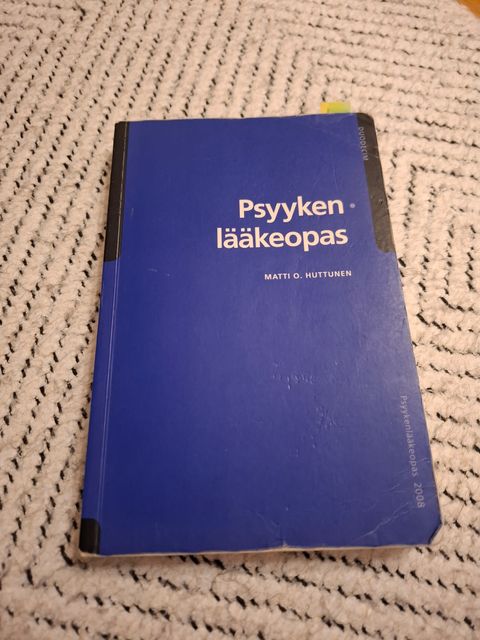 DUODECIM
Psyyken
lääkeopas
MATTI O. HUTTUNEN
Psyykenlääkeopas 2008